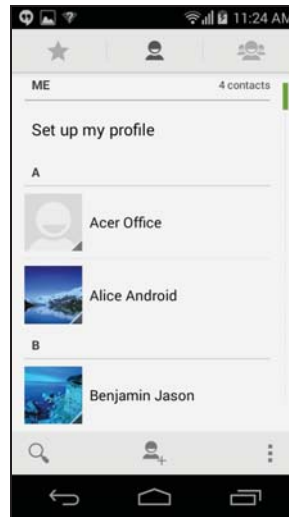 11:24 AM
ME 4 contacts
Set up my profile
A
Acer Office
Alice Android
B
Benjamin Jason